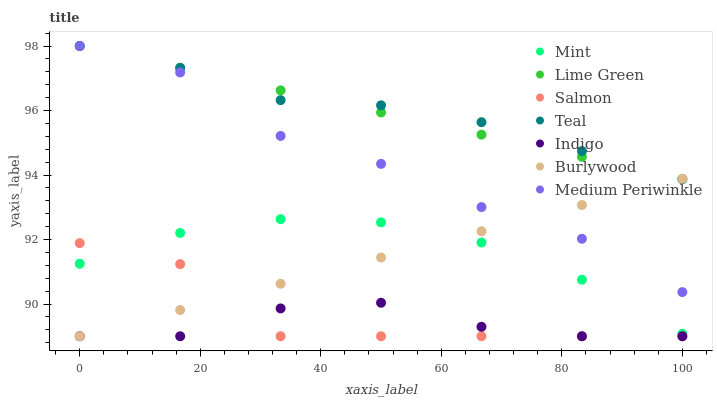 title
98
96
94
92
90
0
20
40
60
80
100
xaxis_label
yaxis_label
Mint
Lime Green
Salmon
Teal
Indigo
Burlywood
Medium Periwinkle